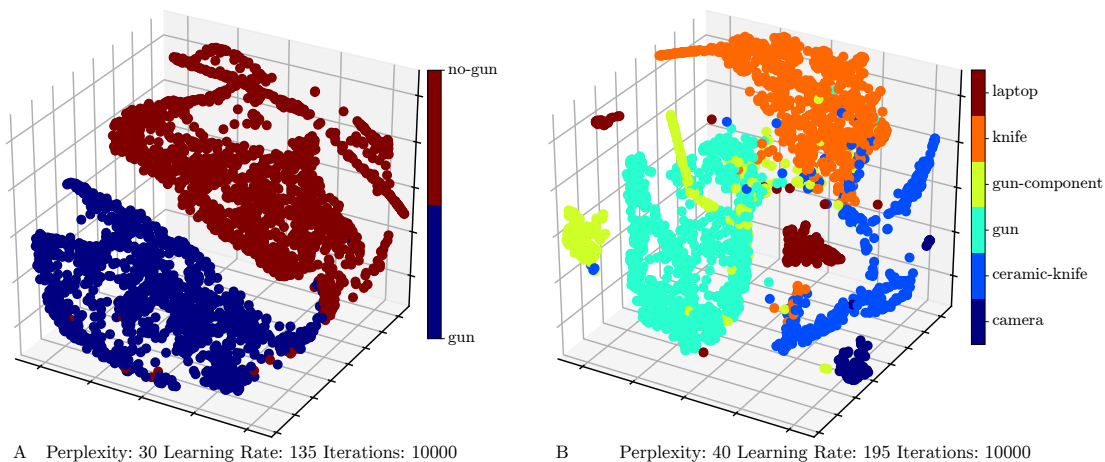 no-gun
gun
laptop
knife
gun-component
gun
ceramic-knife
camera
A Perplexity: 30 Learning Rate: 135 Iterations: 10000
B Perplexity: 40 Learning Rate: 195 Iterations: 10000